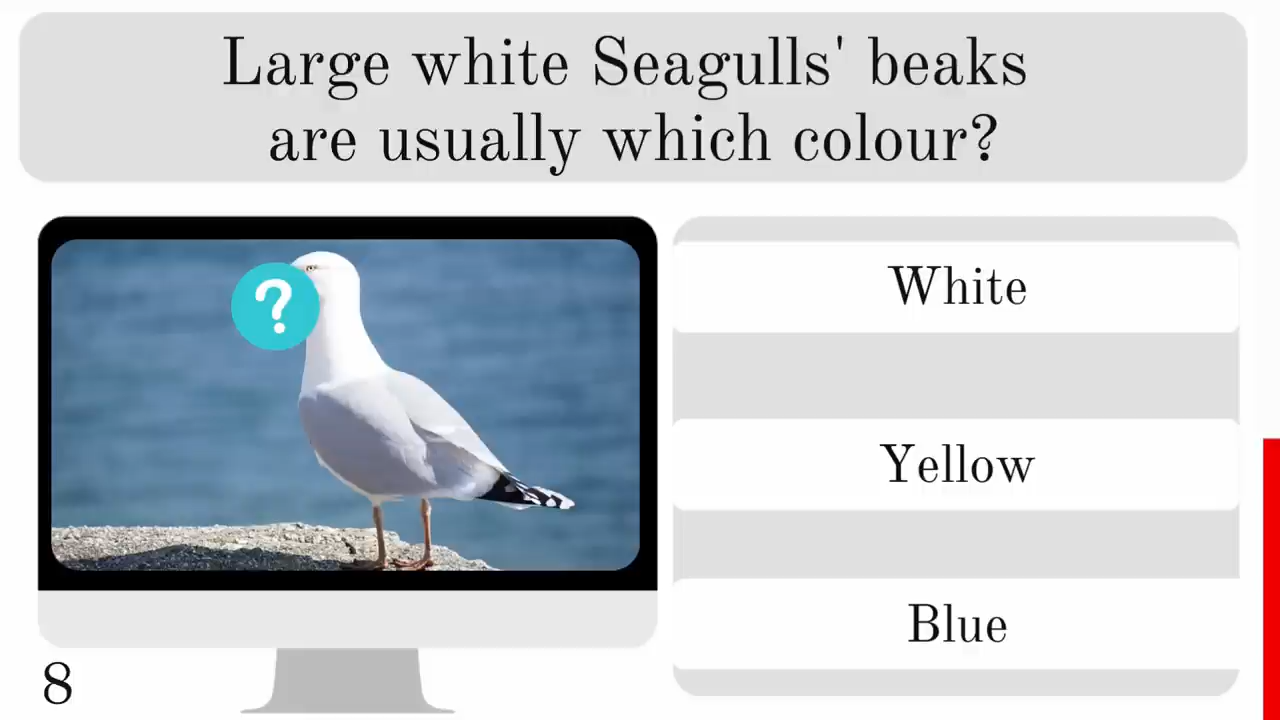 Large white Seagulls' beaks
are usually which colour?
?
White
Yellow
Blue
8